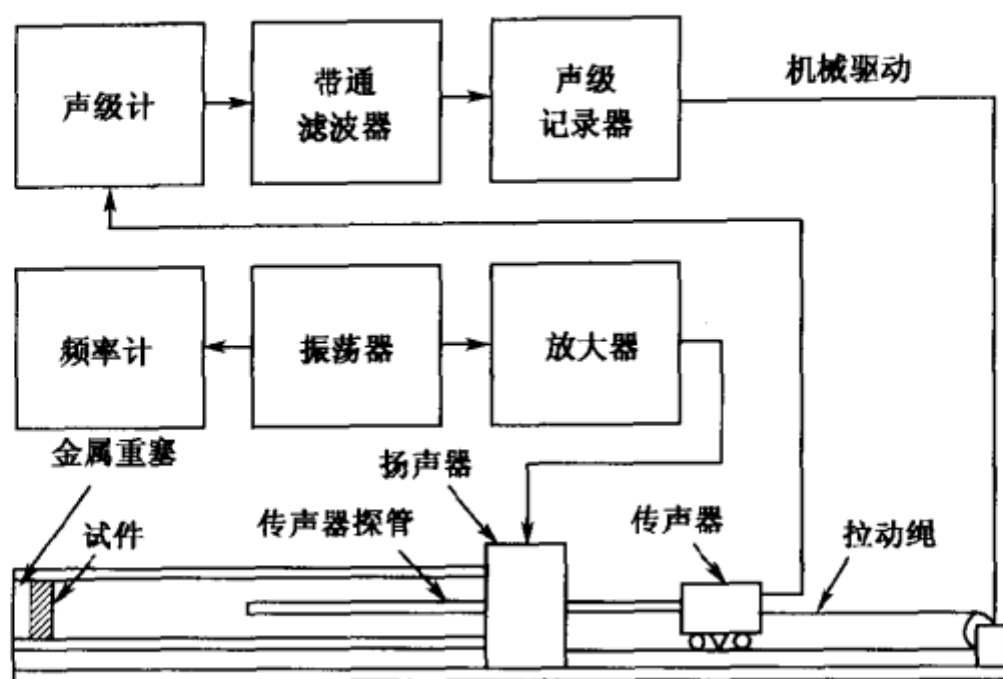 声级计
带通
滤波器
声级
记录器
机械驱动
频率计
振荡器
放大器
金属重塞
试件
传声器探管
扬声器
传声器
拉动绳